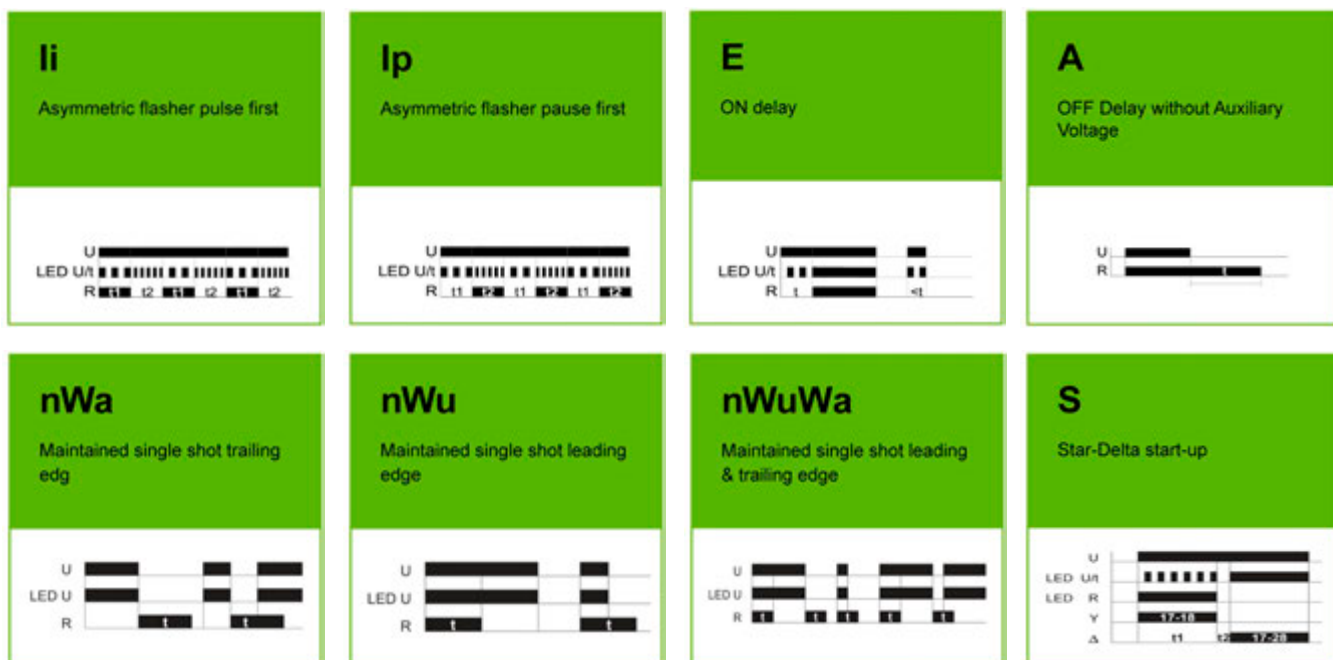 Ii
Asymmetric flasher pulse first
U
LED U/t
R t1 t2 t1 t2 t1 t2
Ip
Asymmetric flasher pause first
U
LED U/t
R t1 t2 t1 t2 t1 t2
E
ON delay
U
LED U/t
R t <t
A
OFF Delay without Auxiliary
Voltage
U
R t
nWa
Maintained single shot trailing
edg
U
LED U
R t t
nWu
Maintained single shot leading
edge
U
LED U
R t t
nWuWa
Maintained single shot leading
& trailing edge
U
LED U
R t t t t t
S
Star-Delta start-up
U
LED U/t
LED R
Y 17-18
Δ t1 t2 17-28